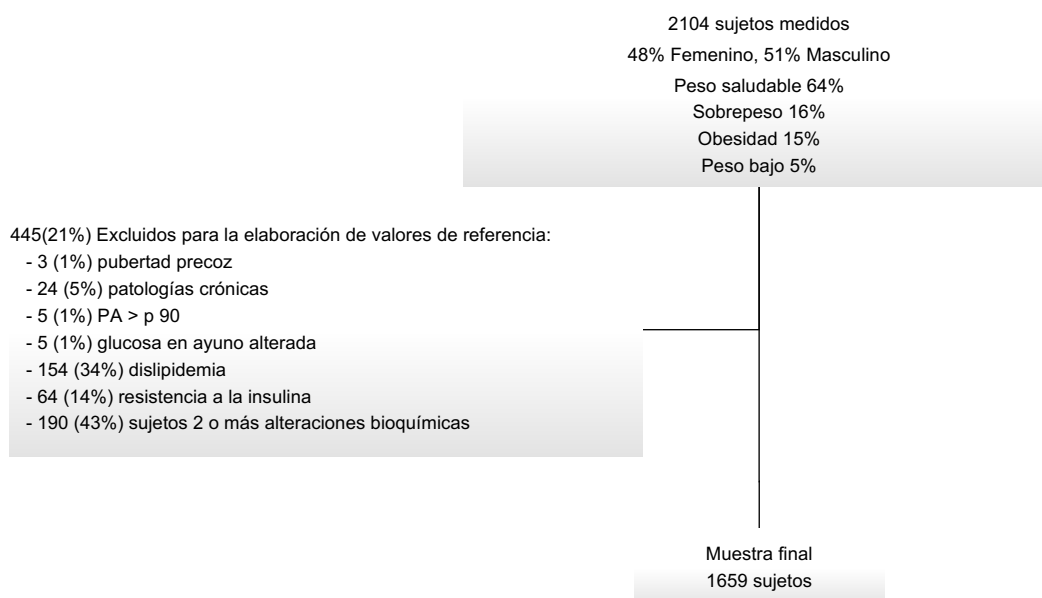 2104 sujetos medidos
48% Femenino, 51% Masculino
Peso saludable 64%
Sobrepeso 16%
Obesidad 15%
Peso bajo 5%
445(21%) Excluidos para la elaboración de valores de referencia:
- 3 (1%) pubertad precoz
- 24 (5%) patologías crónicas
- 5 (1%) PA > p 90
- 5 (1%) glucosa en ayuno alterada
- 154 (34%) dislipidemia
- 64 (14%) resistencia a la insulina
- 190 (43%) sujetos 2 o más alteraciones bioquímicas
Muestra final
1659 sujetos